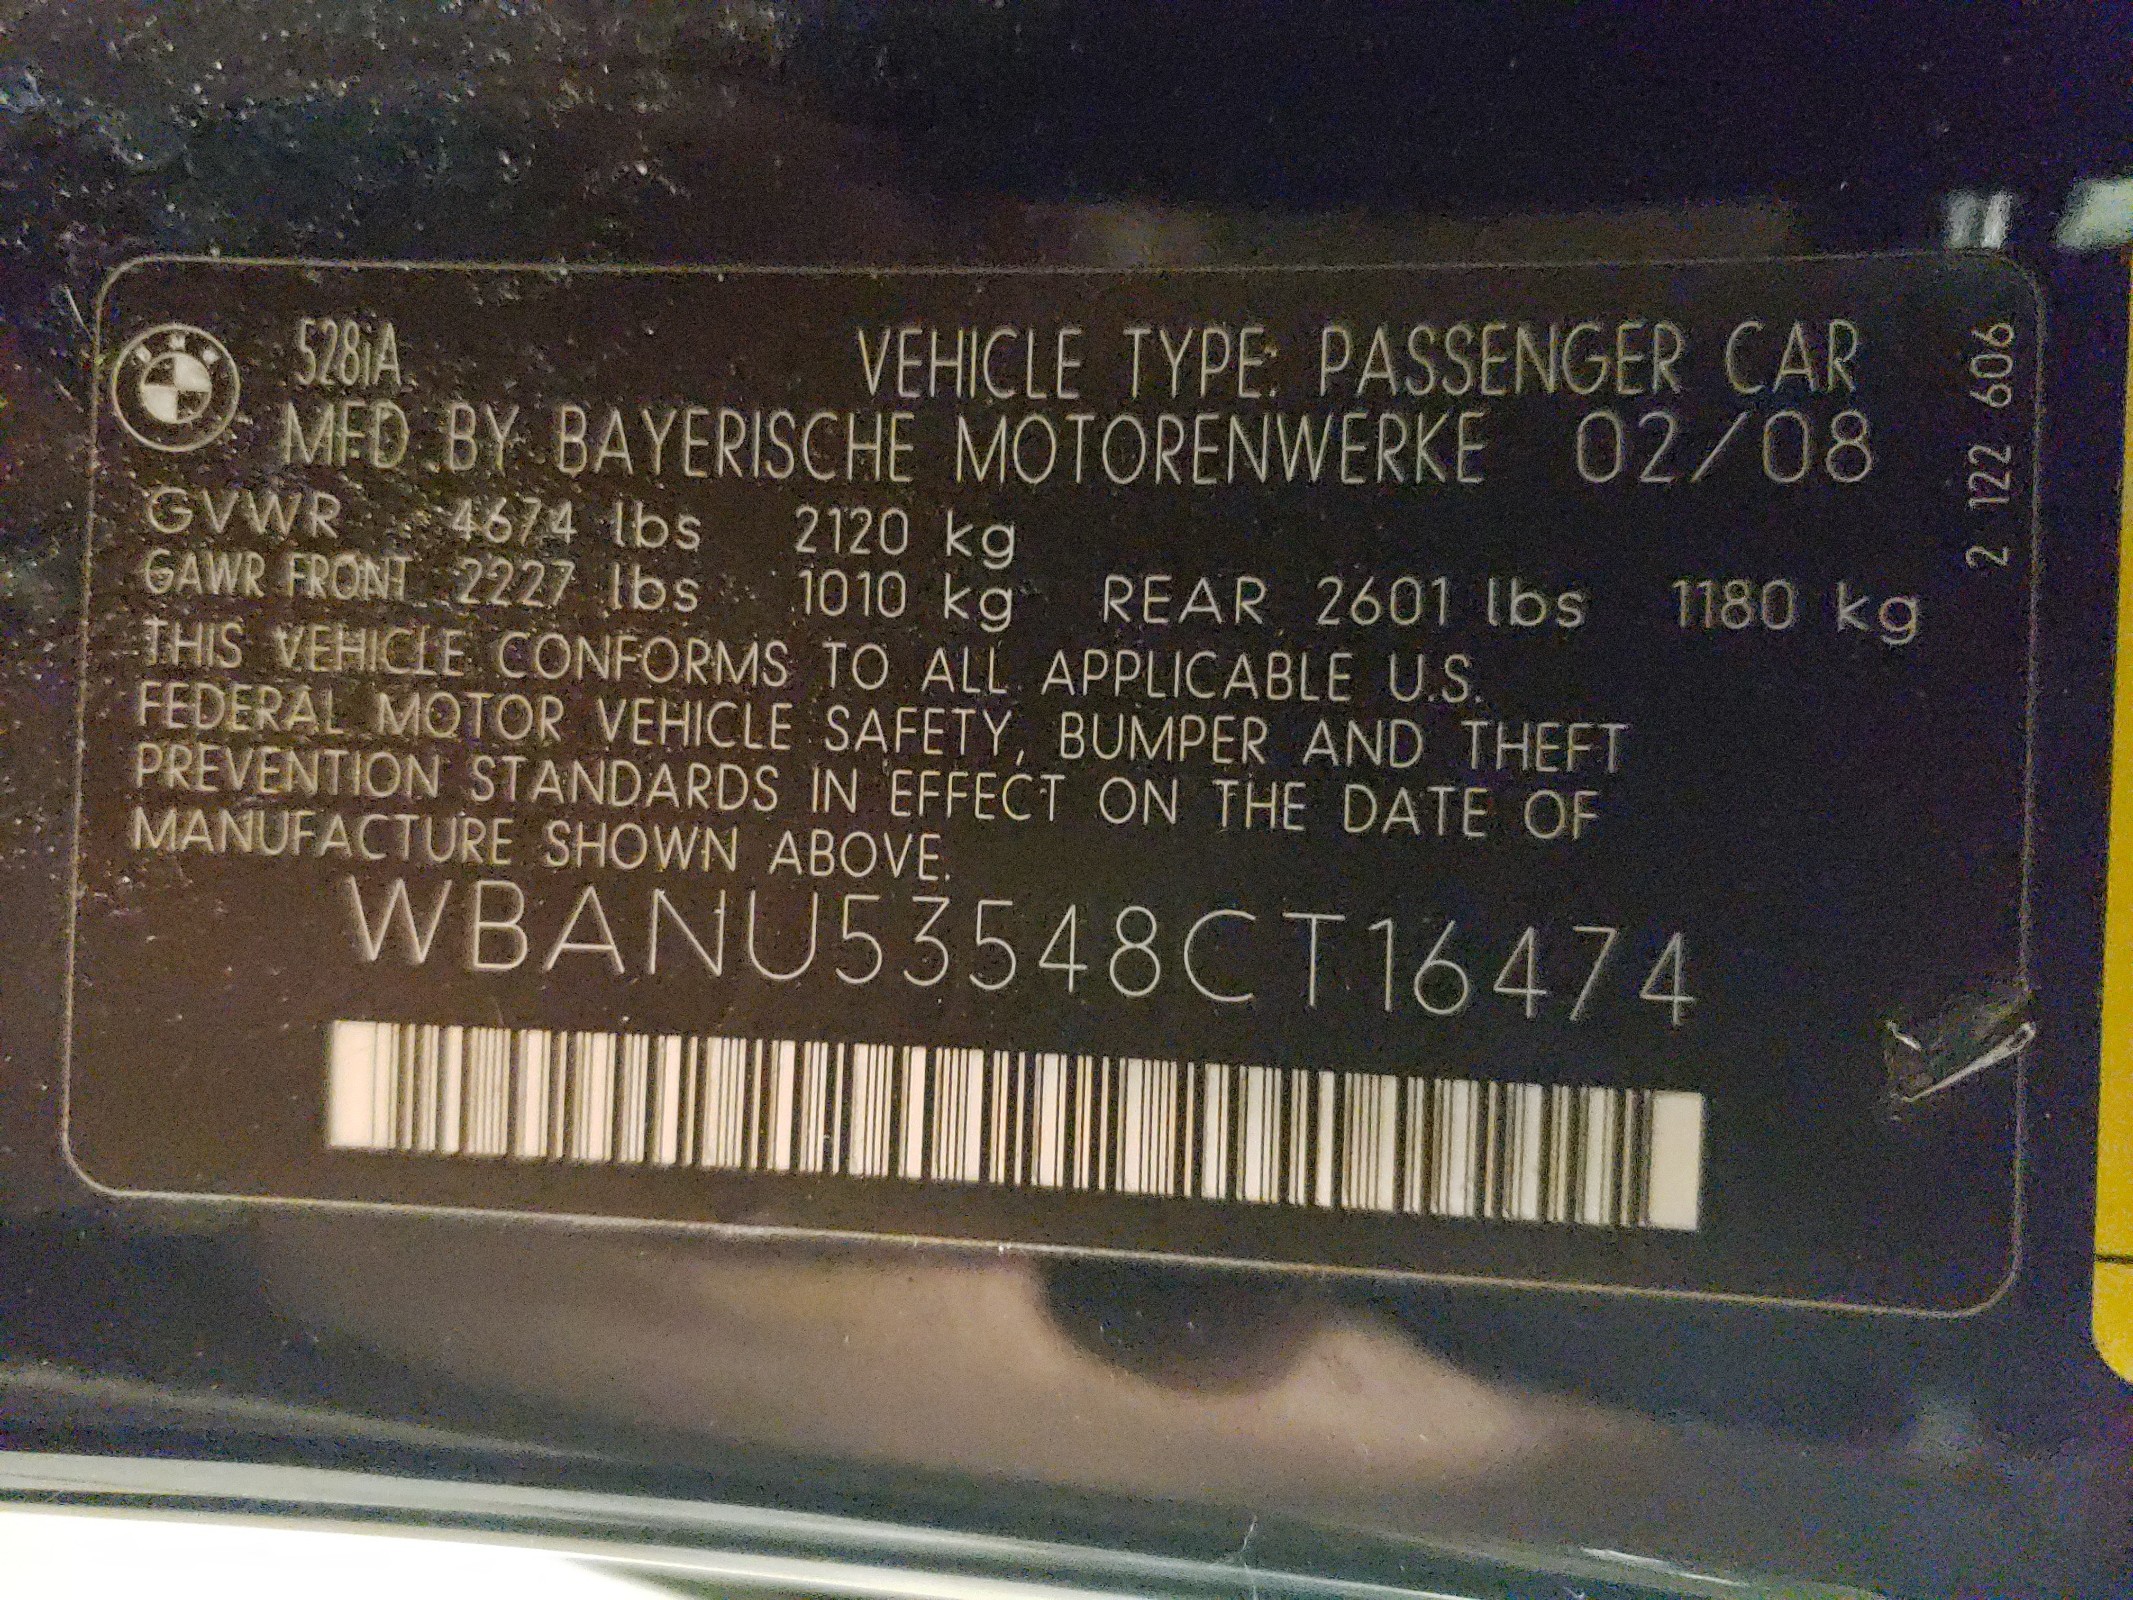 528iA VEHICLE TYPE: PASSENGER CAR
MFD BY BAYERISCHE MOTORENWERKE 02/08
GVWR 4674 lbs 2120 kg
GAWR FRONT 2227 lbs 1010 kg REAR 2601 lbs 1180 kg
THIS VEHICLE CONFORMS TO ALL APPLICABLE U.S.
FEDERAL MOTOR VEHICLE SAFETY, BUMPER AND THEFT
PREVENTION STANDARDS IN EFFECT ON THE DATE OF
MANUFACTURE SHOWN ABOVE.
WBANU53548CT16474
2 122 606
BMW